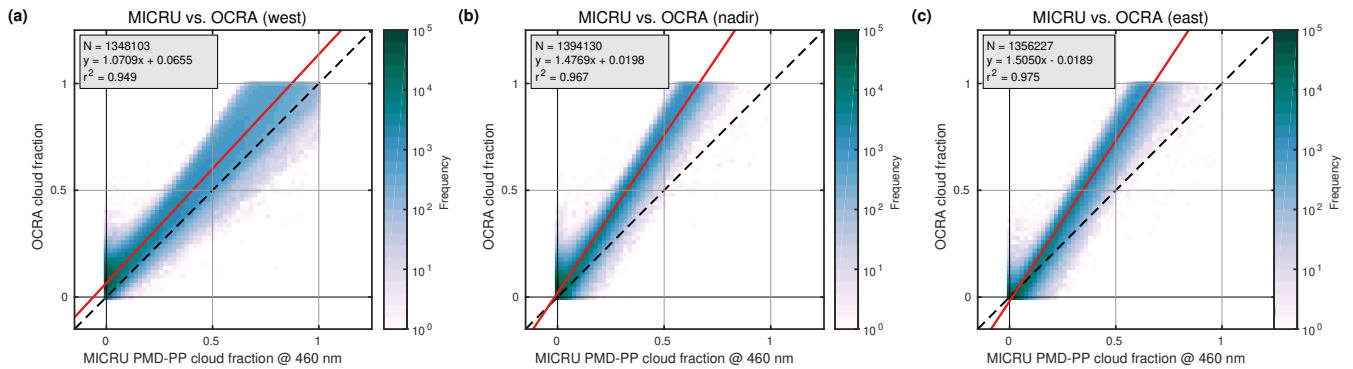 (a)
MICRU vs. OCRA (west)
N = 1348103
y = 1.0709x + 0.0655
r² = 0.949
1
0.5
0
OCRA cloud fraction
0
0.5
1
MICRU PMD-PP cloud fraction @ 460 nm
10⁵
10⁴
10³
10²
10¹
10⁰
Frequency
(b)
MICRU vs. OCRA (nadir)
N = 1394130
y = 1.4769x + 0.0198
r² = 0.967
1
0.5
0
OCRA cloud fraction
0
0.5
1
MICRU PMD-PP cloud fraction @ 460 nm
10⁵
10⁴
10³
10²
10¹
10⁰
Frequency
(c)
MICRU vs. OCRA (east)
N = 1356227
y = 1.5050x - 0.0189
r² = 0.975
1
0.5
0
OCRA cloud fraction
0
0.5
1
MICRU PMD-PP cloud fraction @ 460 nm
10⁵
10⁴
10³
10²
10¹
10⁰
Frequency